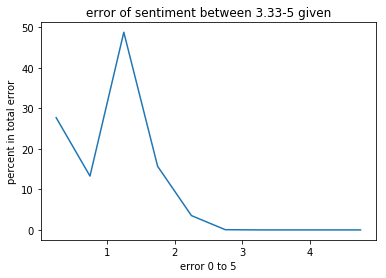 error of sentiment between 3.33-5 given
percent in total error
50
40
30
20
10
0
1 2 3 4
error 0 to 5